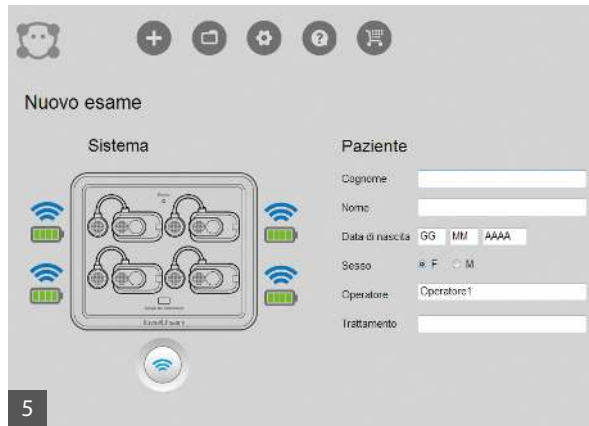 Nuovo esame
Sistema
Paziente
Cognome
Nome
Data di nascita GG MM AAAA
Sesso F M
Operatore Operatore1
Trattamento
5